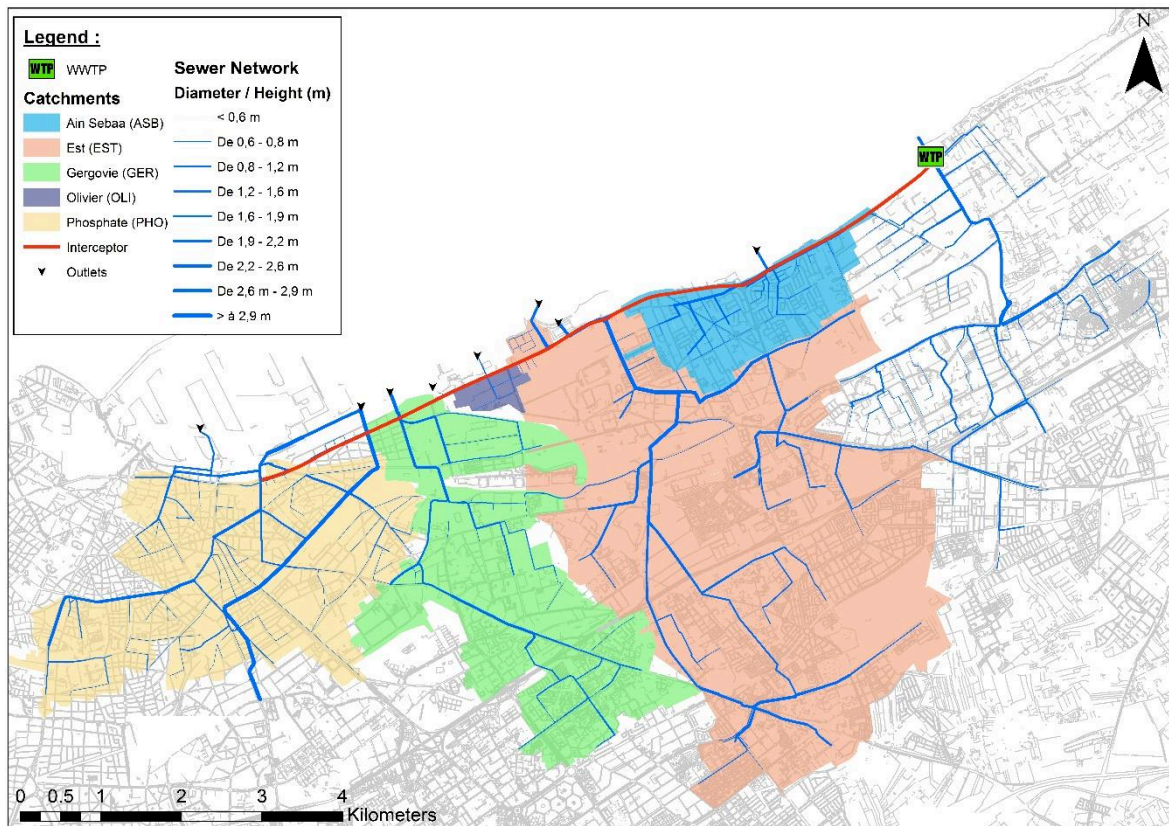 Legend :
WTP WWTP
Catchments
Ain Sebaa (ASB)
Est (EST)
Gergovie (GER)
Olivier (OLI)
Phosphate (PHO)
Interceptor
Outlets
Sewer Network
Diameter / Height (m)
< 0,6 m
De 0,6 - 0,8 m
De 0,8 - 1,2 m
De 1,2 - 1,6 m
De 1,6 - 1,9 m
De 1,9 - 2,2 m
De 2,2 - 2,6 m
De 2,6 m - 2,9 m
> à 2,9 m
N
WTP
0 0.5 1 2 3 4
Kilometers